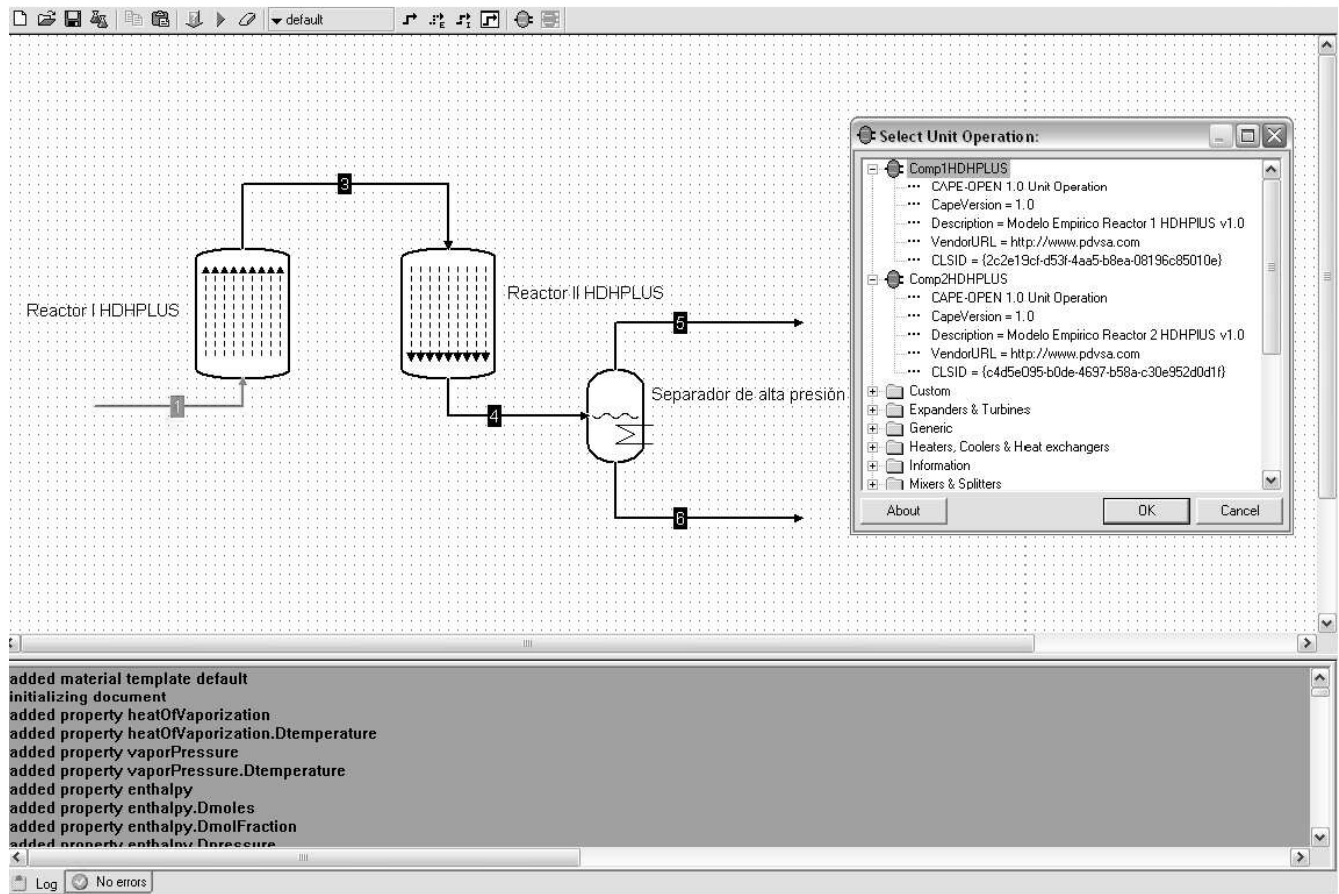 default
E
I
3
Reactor I HDHPLUS
Reactor II HDHPLUS
1
4
5
Separador de alta presión
6
Select Unit Operation:
Comp1HDHPLUS
CAPE-OPEN 1.0 Unit Operation
CapeVersion = 1.0
Description = Modelo Empirico Reactor 1 HDHPlUS v1.0
VendorURL = http://www.pdvsa.com
CLSID = {2c2e19cf-d53f-4aa5-b8ea-08196c85010e}
Comp2HDHPLUS
CAPE-OPEN 1.0 Unit Operation
CapeVersion = 1.0
Description = Modelo Empirico Reactor 2 HDHPlUS v1.0
VendorURL = http://www.pdvsa.com
CLSID = {c4d5e095-b0de-4697-b58a-c30e952d0d1f}
Custom
Expanders & Turbines
Generic
Heaters, Coolers & Heat exchangers
Information
Mixers & Splitters
About
OK
Cancel
added material template default
initializing document
added property heatOfVaporization
added property heatOfVaporization.Dtemperature
added property vaporPressure
added property vaporPressure.Dtemperature
added property enthalpy
added property enthalpy.Dmoles
added property enthalpy.DmolFraction
added property enthalpy.Dpressure
Log
No errors